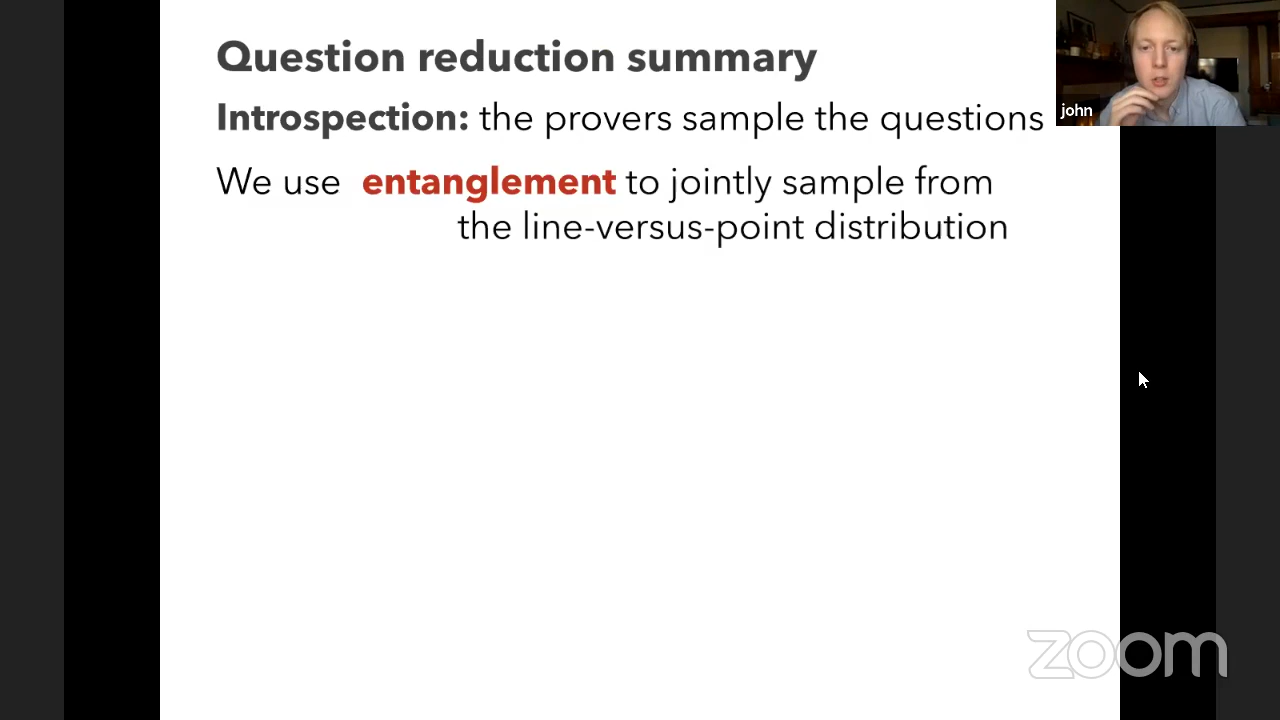 Question reduction summary
Introspection: the provers sample the questions
We use entanglement to jointly sample from
the line-versus-point distribution
john
zoom